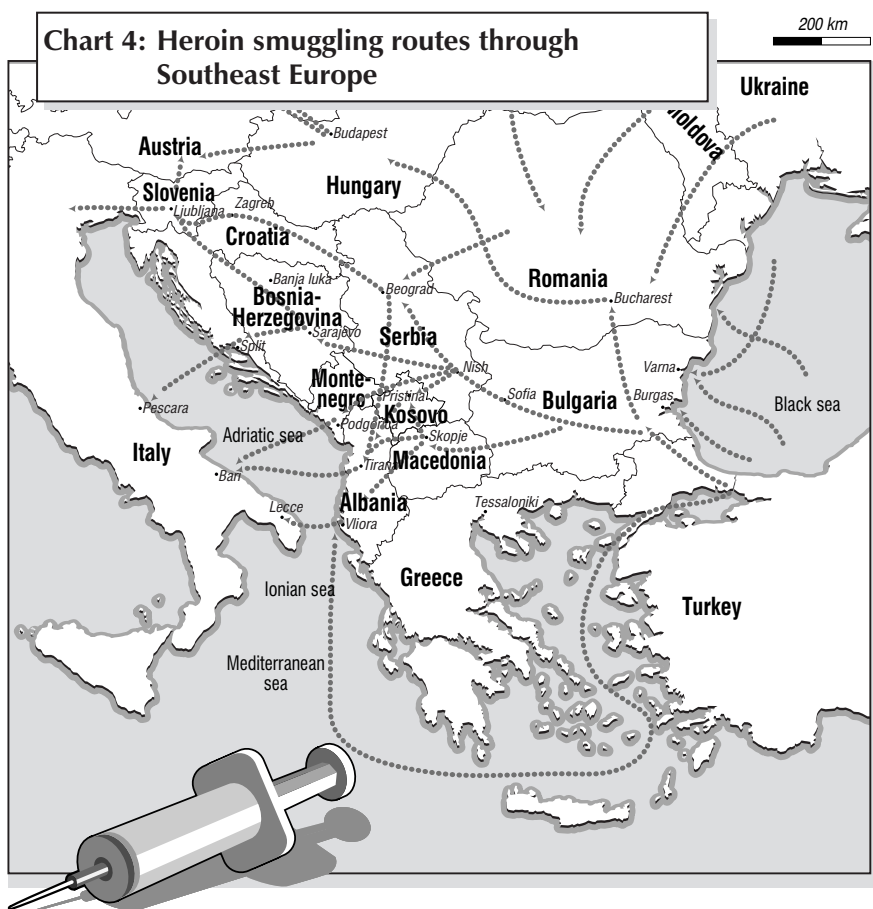 200 km
Chart 4: Heroin smuggling routes through
Southeast Europe
Ukraine
Moldova
Budapest
Austria
Hungary
Slovenia
Zagreb
Ljubljana
Croatia
Romania
Banja luka
Beograd
Bucharest
Bosnia-
Herzegovina
Sarajevo
Serbia
Split
Nish
Varna
Monte-
negro
Pristina
Sofia
Bulgaria
Burgas
Black sea
Pescara
Kosovo
Podgorica
Adriatic sea
Skopje
Italy
Tirana
Macedonia
Bari
Albania
Tessaloniki
Lecce
Vliora
Greece
Ionian sea
Turkey
Mediterranean
sea